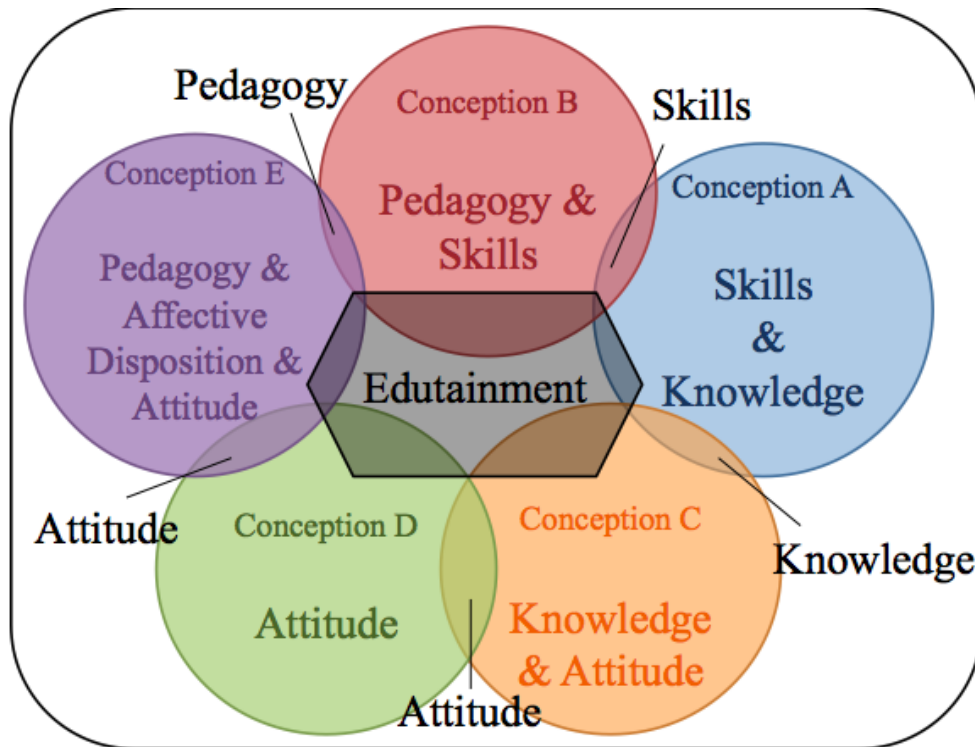 Pedagogy
Conception B
Skills
Pedagogy &
Skills
Conception E
Pedagogy &
Affective
Disposition &
Attitude
Conception A
Skills
&
Knowledge
Edutainment
Attitude
Conception D
Attitude
Attitude
Conception C
Knowledge
& Attitude
Knowledge